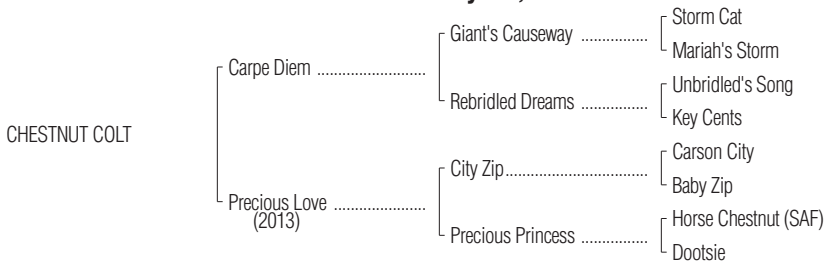 Storm Cat
Giant's Causeway ................
Mariah's Storm
Carpe Diem ..........................
Unbridled's Song
Rebridled Dreams ................
Key Cents
CHESTNUT COLT
Carson City
City Zip..................................
Baby Zip
Precious Love ......................
(2013)
Horse Chestnut (SAF)
Precious Princess ................
Dootsie